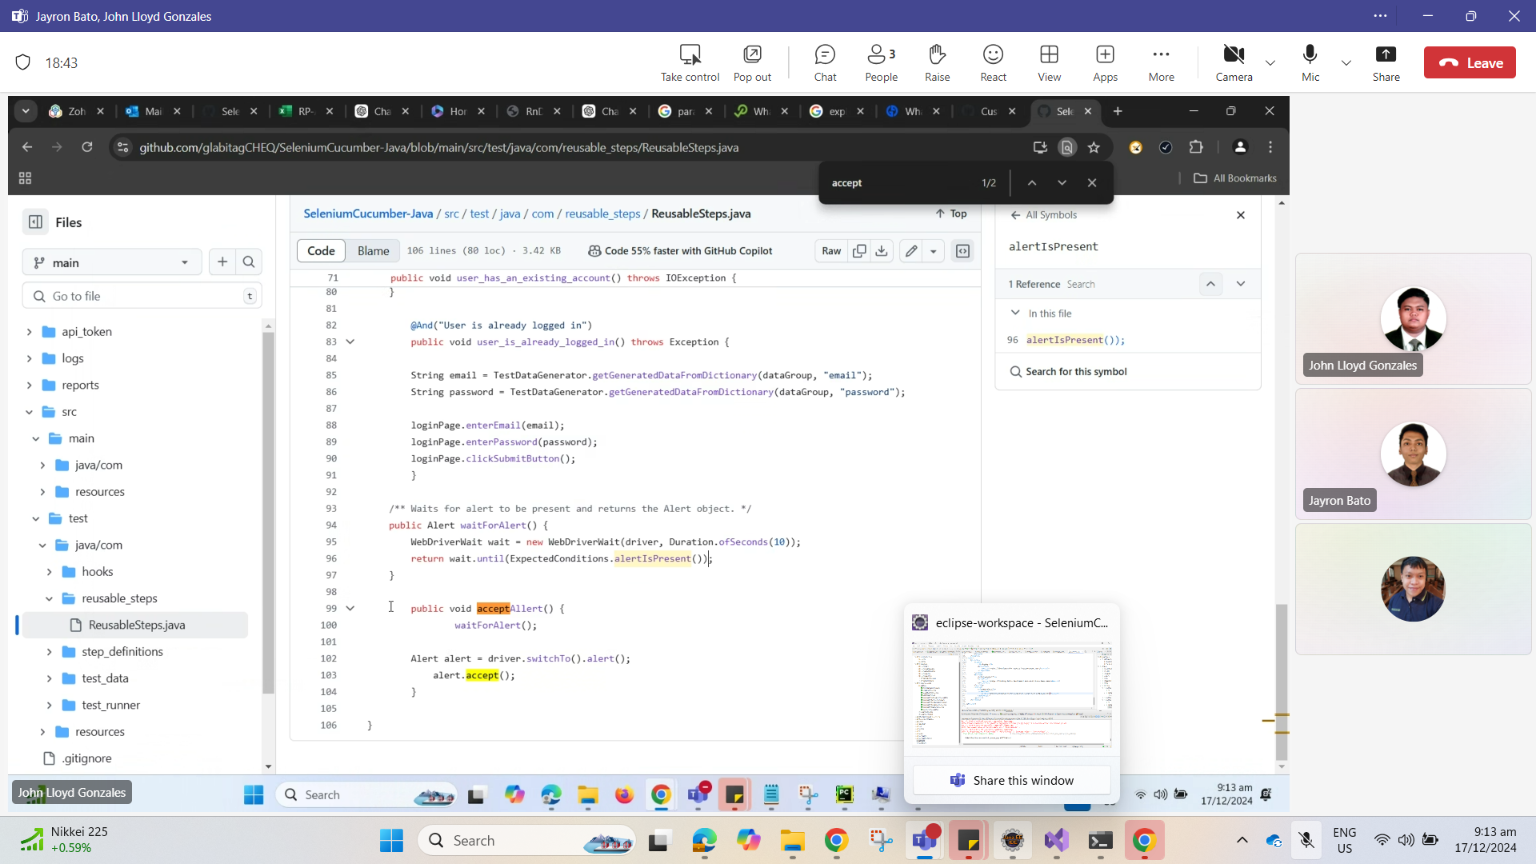 Jayron Bato, John Lloyd Gonzales
18:43
Take control
Pop out
Chat
3
People
Raise
React
View
Apps
More
Camera
Mic
Share
Leave
Zoh
Mai
Sele
RP-
Cha
Hor
RnD
Cha
par
Wh
exp
Wha
Cus
Sele
github.com/glabitagCHEQ/SeleniumCucumber-Java/blob/main/src/test/java/com/reusable_steps/ReusableSteps.java
All Bookmarks
accept
1/2
Files
main
Go to file
t
api_token
logs
reports
src
main
java/com
resources
test
java/com
hooks
reusable_steps
ReusableSteps.java
step_definitions
test_data
test_runner
resources
.gitignore
SeleniumCucumber-Java / src / test / java / com / reusable_steps / ReusableSteps.java
Top
Code
Blame
106 lines (80 loc) · 3.42 KB
Code 55% faster with GitHub Copilot
Raw
71 public void user_has_an_existing_account() throws IOException {
80 }
81
82 @And("User is already logged in")
83 public void user_is_already_logged_in() throws Exception {
84
85 String email = TestDataGenerator.getGeneratedDataFromDictionary(dataGroup, "email");
86 String password = TestDataGenerator.getGeneratedDataFromDictionary(dataGroup, "password");
87
88 loginPage.enterEmail(email);
89 loginPage.enterPassword(password);
90 loginPage.clickSubmitButton();
91 }
92
93 /** Waits for alert to be present and returns the Alert object. */
94 public Alert waitForAlert() {
95 WebDriverWait wait = new WebDriverWait(driver, Duration.ofSeconds(10));
96 return wait.until(ExpectedConditions.alertIsPresent());
97 }
98
99 public void acceptAllert() {
100 waitForAlert();
101
102 Alert alert = driver.switchTo().alert();
103 alert.accept();
104 }
105
106 }
All Symbols
alertIsPresent
1 Reference Search
In this file
96 alertIsPresent());
Search for this symbol
John Lloyd Gonzales
Jayron Bato
eclipse-workspace - SeleniumC...
Share this window
John Lloyd Gonzales
Search
9:13 am
17/12/2024
Nikkei 225
+0.59%
Search
ENG
US
9:13 am
17/12/2024